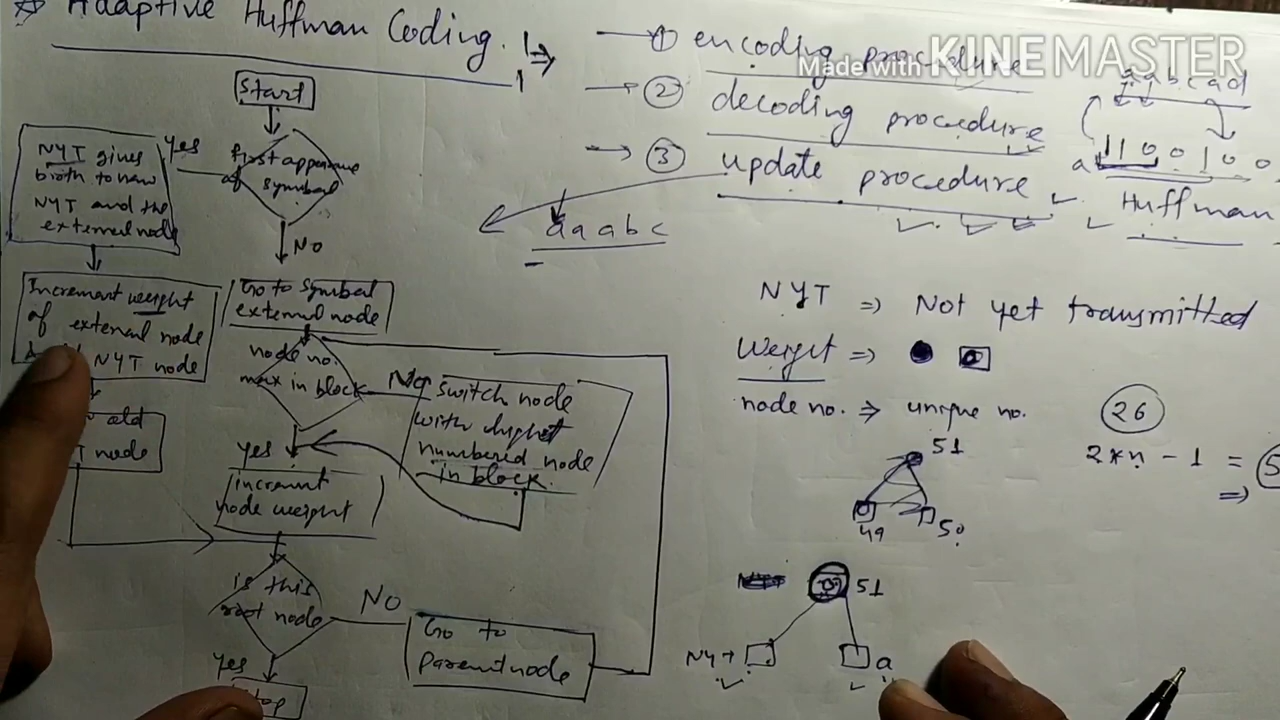 Adaptive Huffman Coding.
1 encoding procedure
Made with KINEMASTER
2 decoding procedure
3 update procedure
aabcad
a 1100100
Huffman
aaabc
Start
first appearance
of symbol
Yes
NYT gives
birth to new
NYT and the
external node
No
Increment weight
of external node
NYT node
old
node
Go to symbol
external node
node no.
max in block
No
switch node
with highest
numbered node
in block.
yes
increment
node weight
is this
root node
No
Go to
Parent node
yes
NYT => Not yet transmitted
Weight =>
node no. => unique no.
26
2*n - 1 = 5
=>
51
49
50
51
NYT
a